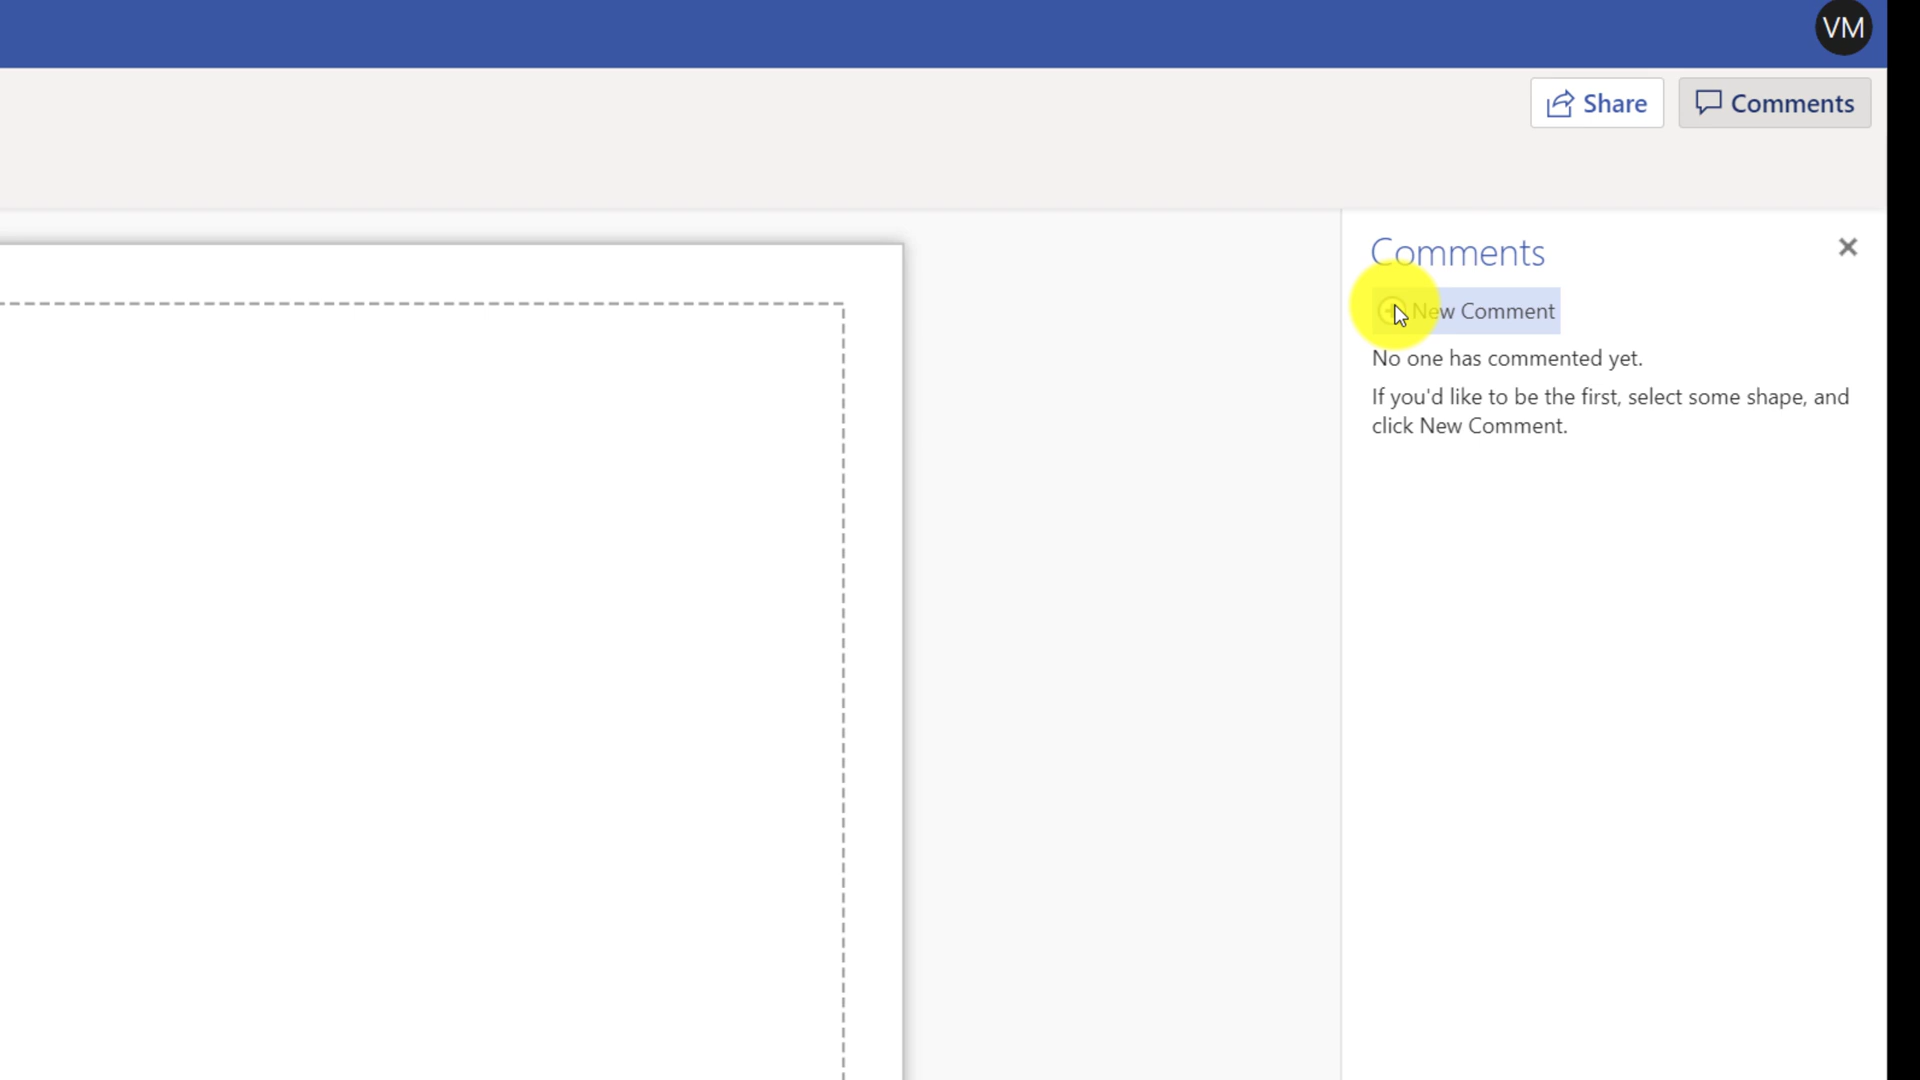 VM
Share
Comments
Comments
New Comment
No one has commented yet.
If you'd like to be the first, select some shape, and
click New Comment.